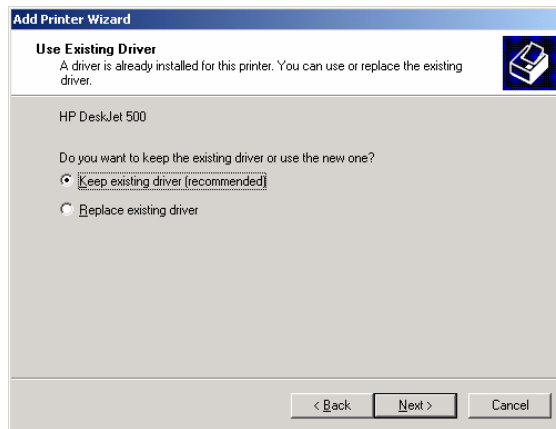 Add Printer Wizard
Use Existing Driver
A driver is already installed for this printer. You can use or replace the existing
driver.
HP DeskJet 500
Do you want to keep the existing driver or use the new one?
Keep existing driver (recommended)
Replace existing driver
< Back
Next >
Cancel